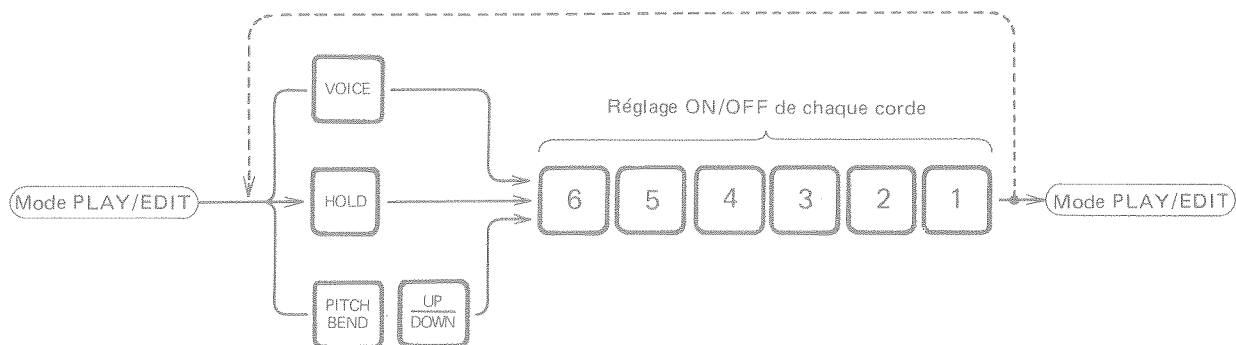 VOICE
Réglage ON/OFF de chaque corde
Mode PLAY/EDIT
HOLD
6 5 4 3 2 1
Mode PLAY/EDIT
PITCH
BEND
UP
DOWN